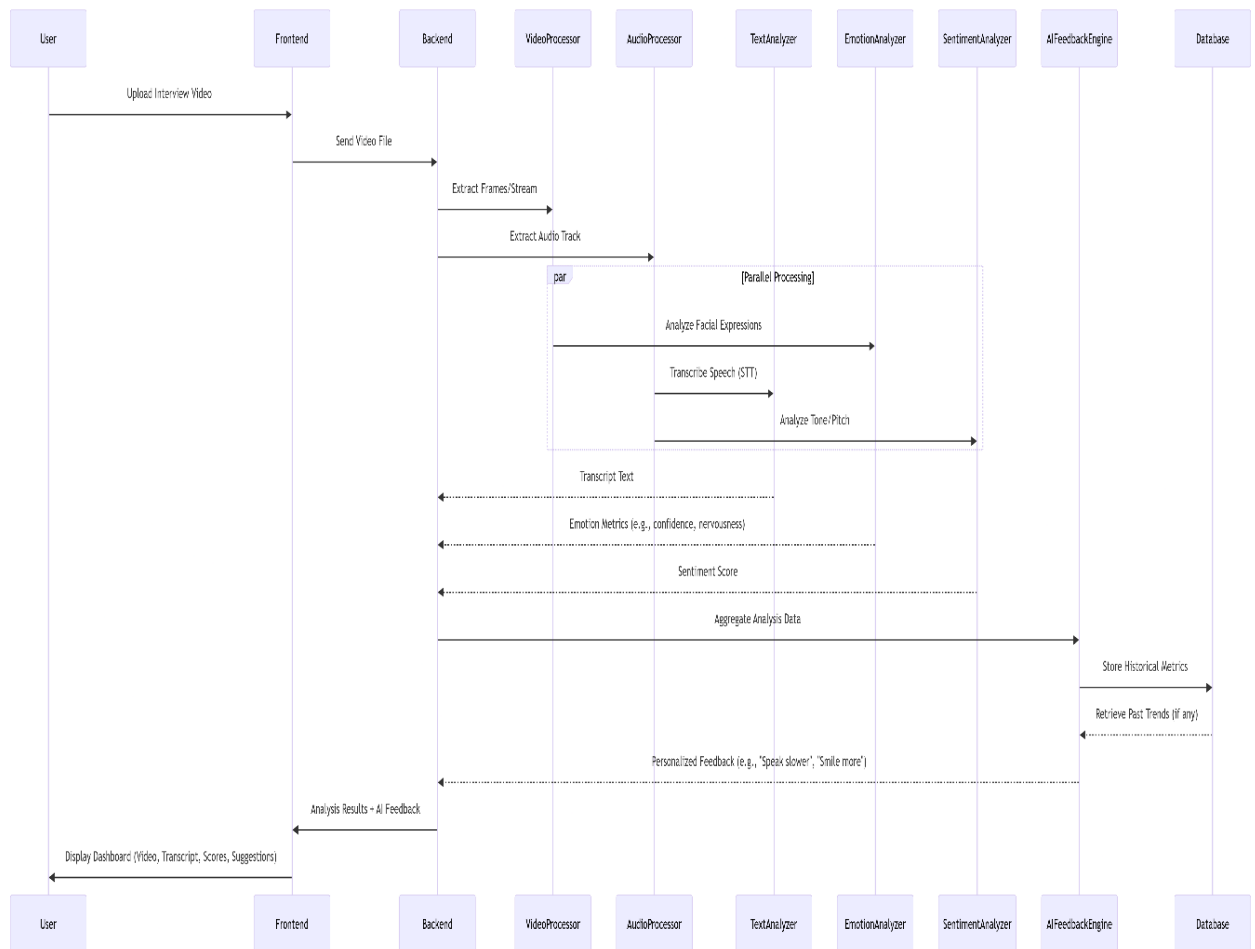 User
Frontend
Backend
VideoProcessor
AudioProcessor
TextAnalyzer
EmotionAnalyzer
SentimentAnalyzer
AIFeedbackEngine
Database
Upload Interview Video
Send Video File
Extract Frames/Stream
Extract Audio Track
par
[Parallel Processing]
Analyze Facial Expressions
Transcribe Speech (STT)
Analyze Tone/Pitch
Transcript Text
Emotion Metrics (e.g., confidence, nervousness)
Sentiment Score
Aggregate Analysis Data
Store Historical Metrics
Retrieve Past Trends (if any)
Personalized Feedback (e.g., "Speak slower", "Smile more")
Analysis Results + AI Feedback
Display Dashboard (Video, Transcript, Scores, Suggestions)
User
Frontend
Backend
VideoProcessor
AudioProcessor
TextAnalyzer
EmotionAnalyzer
SentimentAnalyzer
AIFeedbackEngine
Database